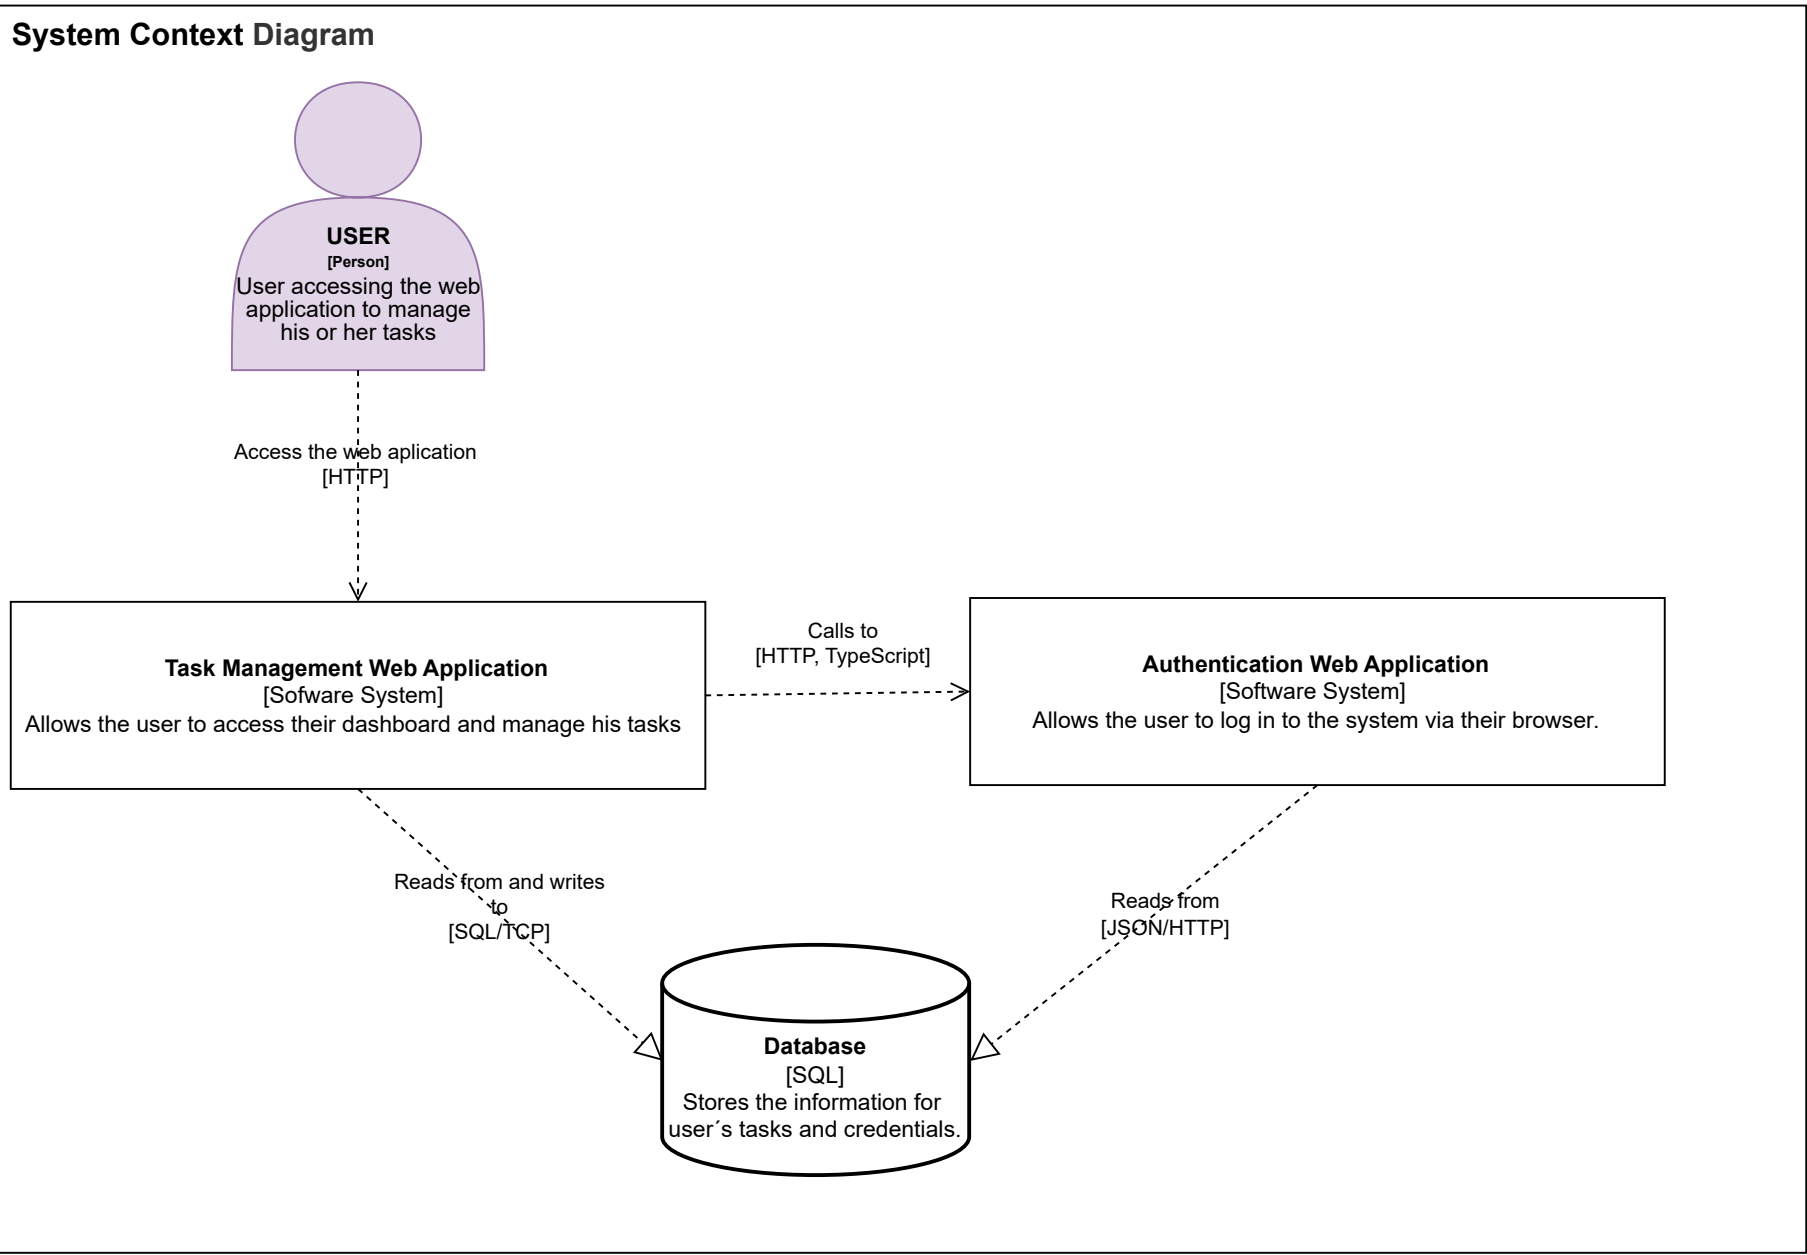 System Context Diagram
USER
[Person]
User accessing the web
application to manage
his or her tasks
Access the web aplication
[HTTP]
Task Management Web Application
[Sofware System]
Allows the user to access their dashboard and manage his tasks
Calls to
[HTTP, TypeScript]
Authentication Web Application
[Software System]
Allows the user to log in to the system via their browser.
Reads from and writes
to
[SQL/TCP]
Reads from
[JSON/HTTP]
Database
[SQL]
Stores the information for
user´s tasks and credentials.